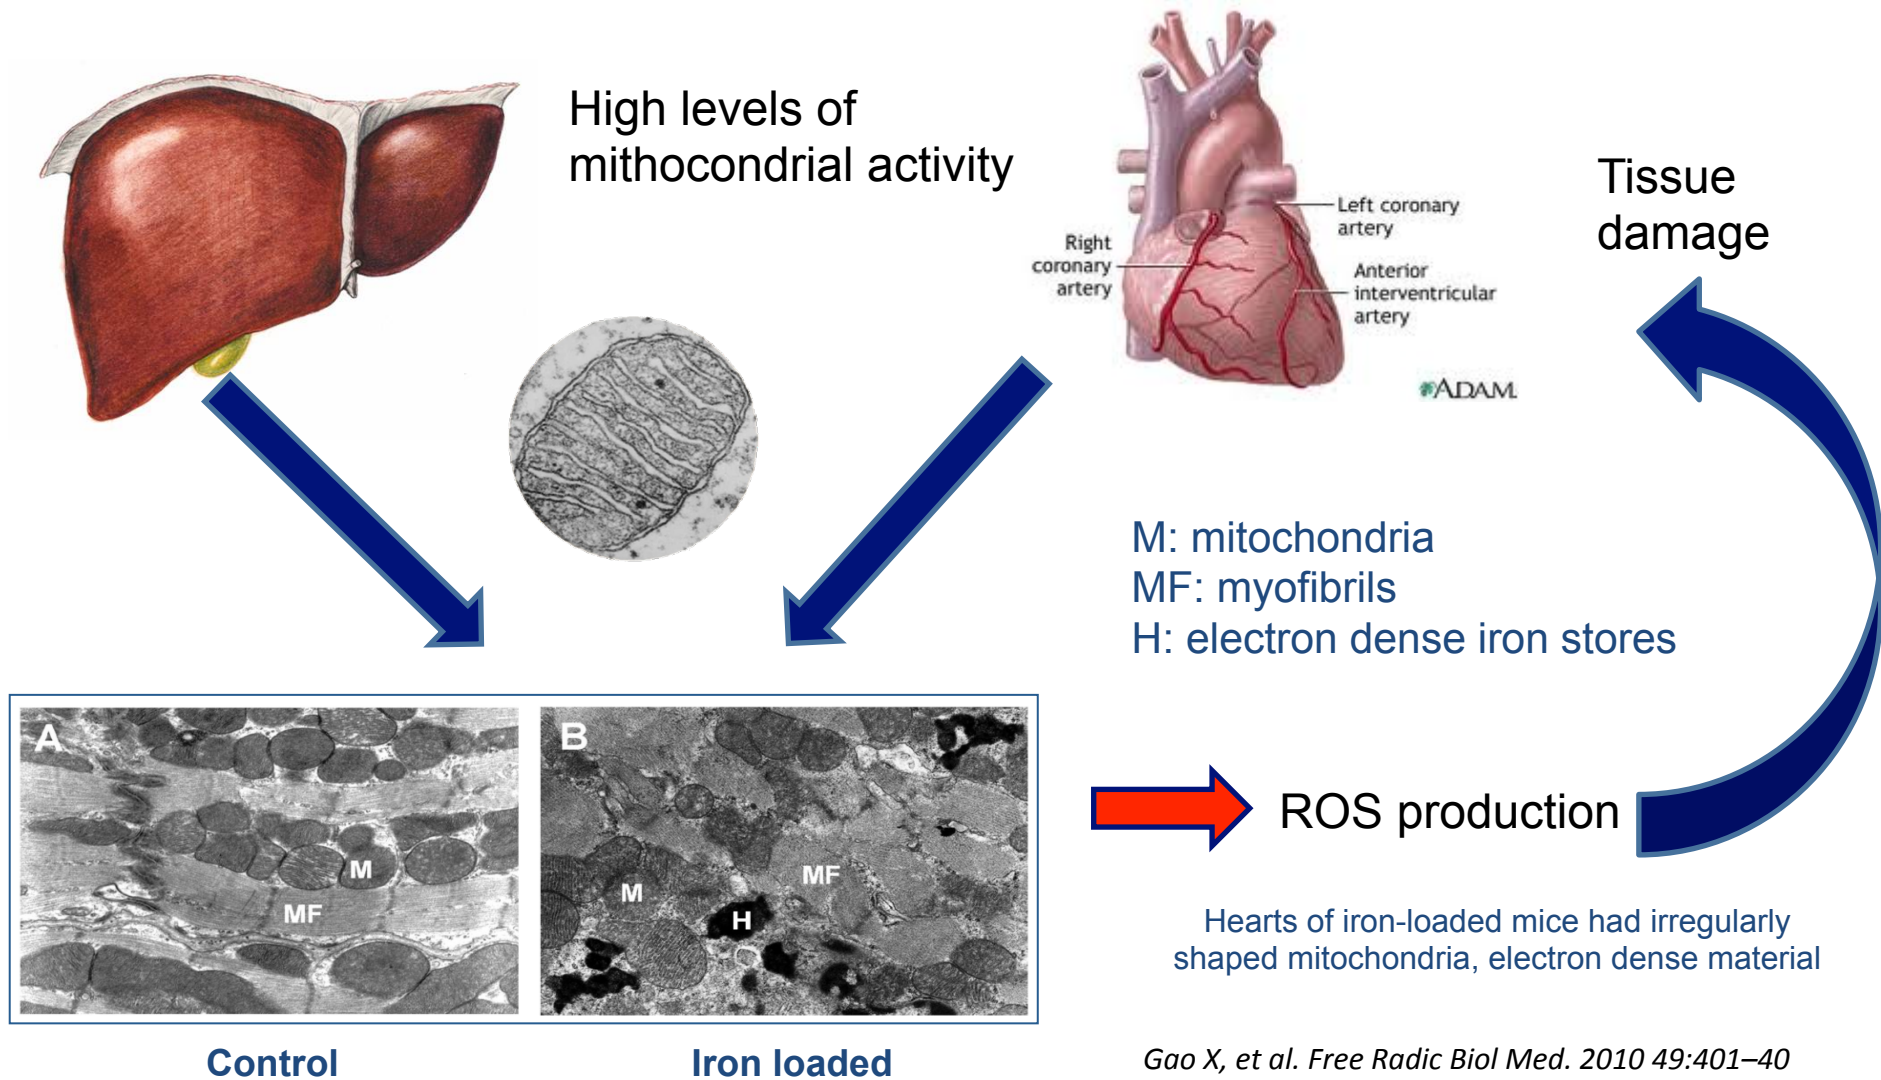 High levels of
mithocondrial activity
Right
coronary
artery
Left coronary
artery
Anterior
interventricular
artery
ADAM.
Tissue
damage
M: mitochondria
MF: myofibrils
H: electron dense iron stores
A
M
MF
B
M
MF
H
ROS production
Hearts of iron-loaded mice had irregularly
shaped mitochondria, electron dense material
Control
Iron loaded
Gao X, et al. Free Radic Biol Med. 2010 49:401–40